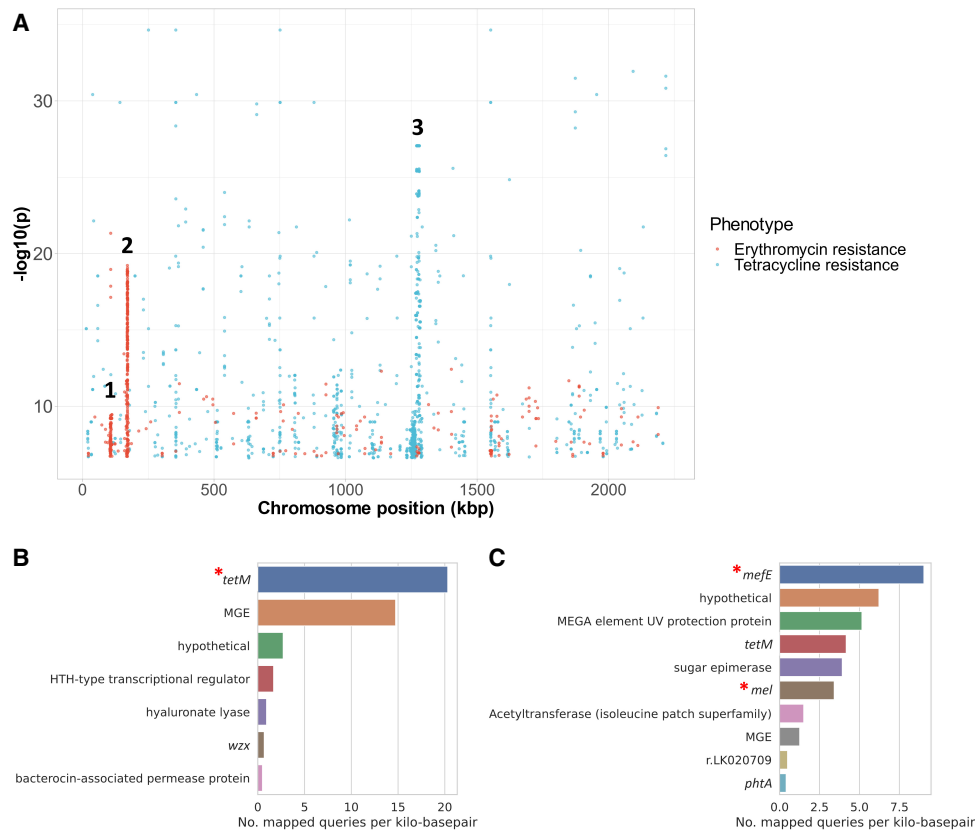 A
-log10(p)
30
20
10
1
2
3
0
500
1000
1500
2000
Chromosome position (kbp)
Phenotype
Erythromycin resistance
Tetracycline resistance
B
* tetM
MGE
hypothetical
HTH-type transcriptional regulator
hyaluronate lyase
wzx
bacterocin-associated permease protein
0 5 10 15 20
No. mapped queries per kilo-basepair
C
* mefE
hypothetical
MEGA element UV protection protein
tetM
sugar epimerase
* mel
Acetyltransferase (isoleucine patch superfamily)
MGE
r.LK020709
phtA
0.0 2.5 5.0 7.5
No. mapped queries per kilo-basepair